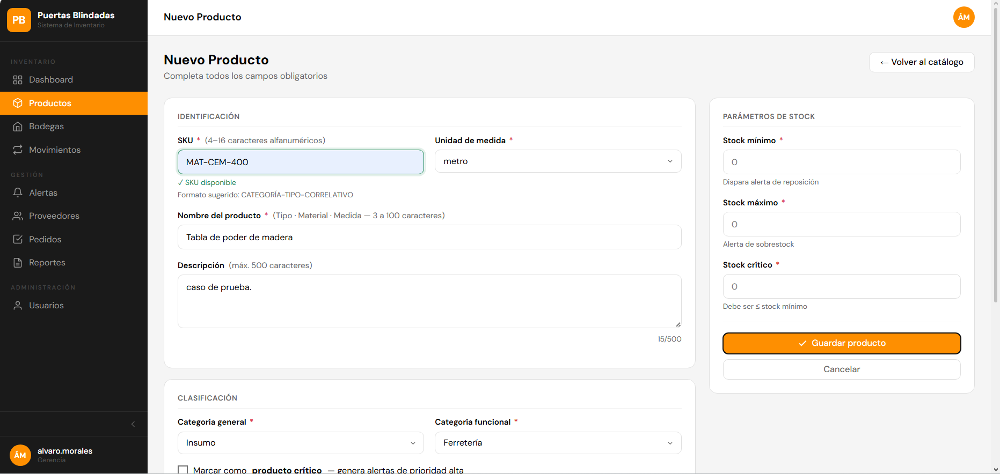 PB
Puertas Blindadas
Sistema de Inventario
INVENTARIO
Dashboard
Productos
Bodegas
Movimientos
GESTIÓN
Alertas
Proveedores
Pedidos
Reportes
ADMINISTRACIÓN
Usuarios
ÁM
alvaro.morales
Gerencia
Nuevo Producto
ÁM
Nuevo Producto
Completa todos los campos obligatorios
← Volver al catálogo
IDENTIFICACIÓN
SKU * (4–16 caracteres alfanuméricos)
MAT-CEM-400
✓ SKU disponible
Formato sugerido: CATEGORÍA-TIPO-CORRELATIVO
Unidad de medida *
metro
Nombre del producto * (Tipo · Material · Medida — 3 a 100 caracteres)
Tabla de poder de madera
Descripción (máx. 500 caracteres)
caso de prueba.
15/500
CLASIFICACIÓN
Categoría general *
Insumo
Categoría funcional *
Ferretería
Marcar como producto crítico — genera alertas de prioridad alta
PARÁMETROS DE STOCK
Stock mínimo *
0
Dispara alerta de reposición
Stock máximo *
0
Alerta de sobrestock
Stock crítico *
0
Debe ser ≤ stock mínimo
✓ Guardar producto
Cancelar